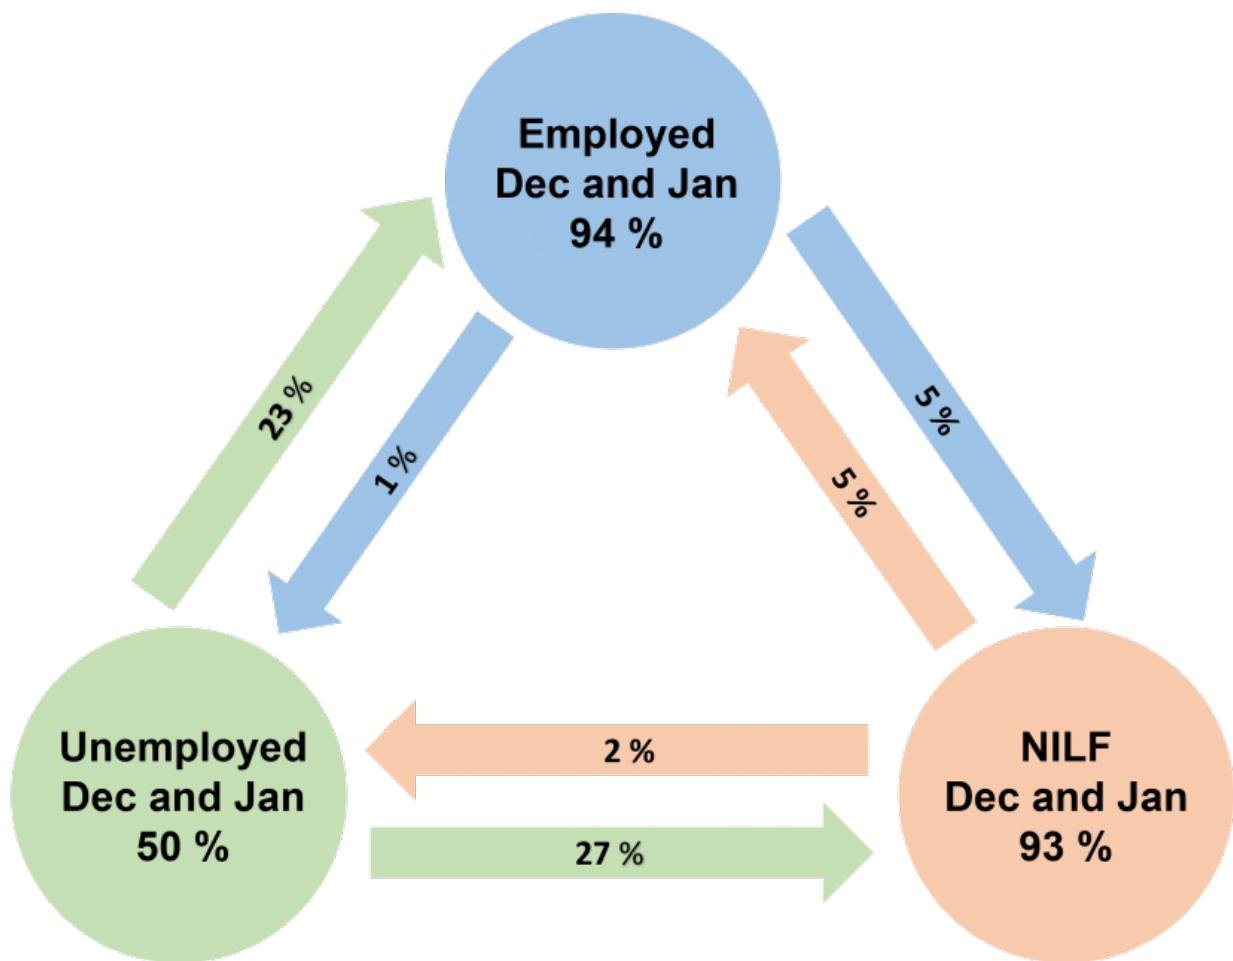 Employed
Dec and Jan
94 %
23 %
1 %
5 %
5 %
Unemployed
Dec and Jan
50 %
2 %
27 %
NILF
Dec and Jan
93 %